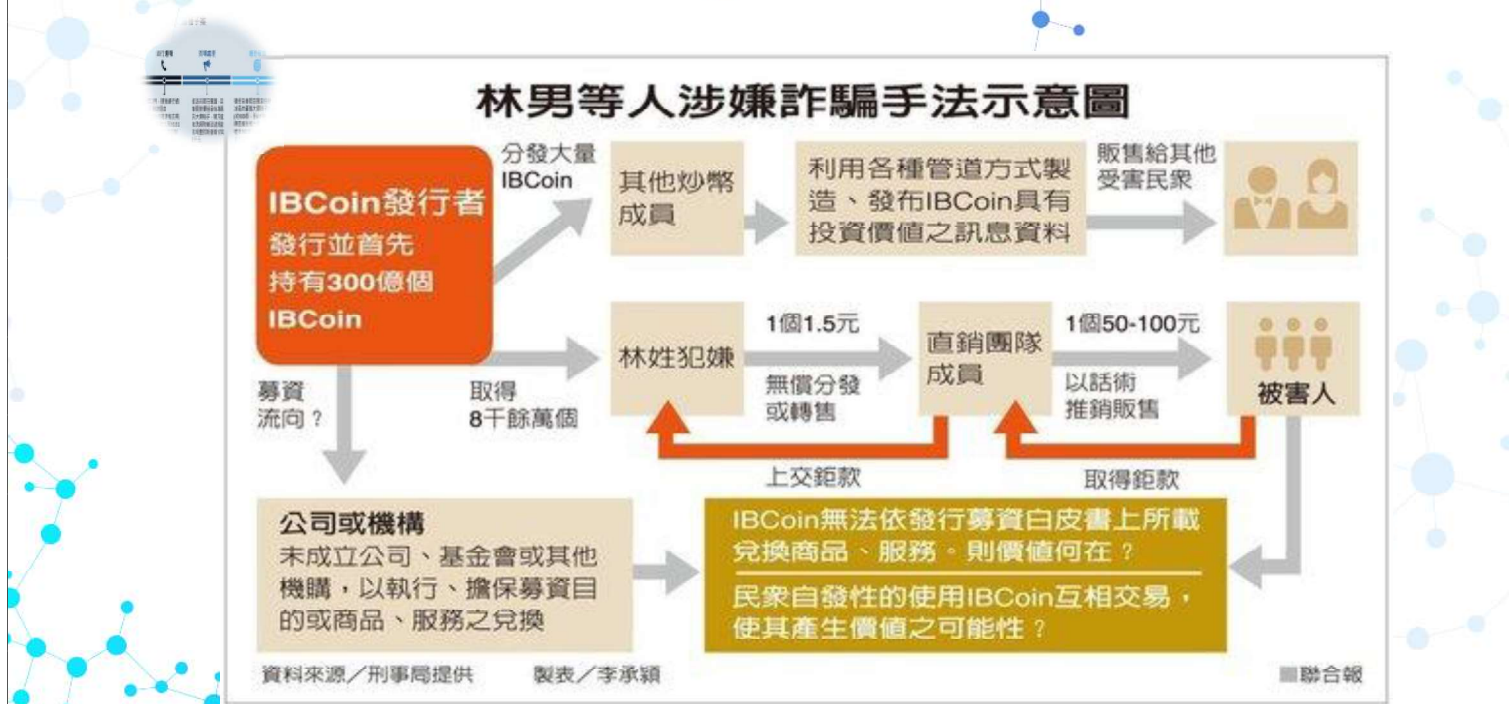 林男等人涉嫌詐騙手法示意圖
IBCoin發行者
發行並首先
持有300億個
IBCoin
分發大量
IBCoin
其他炒幣
成員
利用各種管道方式製
造、發布IBCoin具有
投資價值之訊息資料
販售給其他
受害民眾
募資
流向？
取得
8千餘萬個
林姓犯嫌
1個1.5元
無償分發
或轉售
直銷團隊
成員
1個50-100元
以話術
推銷販售
被害人
上交鉅款
取得鉅款
公司或機構
未成立公司、基金會或其他
機購，以執行、擔保募資目
的或商品、服務之兌換
IBCoin無法依發行募資白皮書上所載
兌換商品、服務。則價值何在？
民眾自發性的使用IBCoin互相交易，
使其產生價值之可能性？
資料來源／刑事局提供
製表／李承穎
聯合報